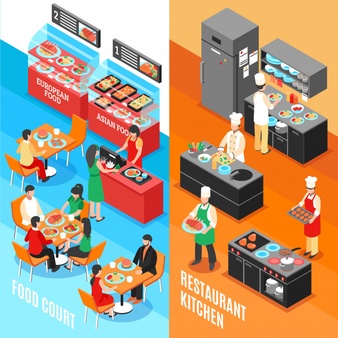 1
2
EUROPEAN
FOOD
ASIAN FOOD
FOOD COURT
RESTAURANT
KITCHEN